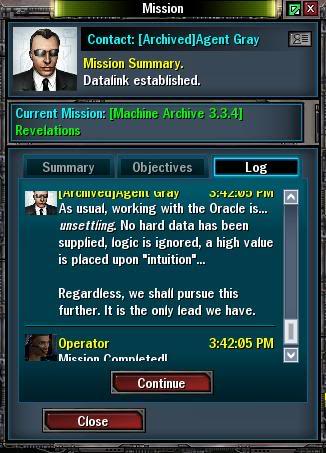 Mission
Contact: [Archived]Agent Gray
Mission Summary.
Datalink established.
Current Mission: [Machine Archive 3.3.4]
Revelations
Summary
Objectives
Log
[Archived]Agent Gray 3:42:05 PM
As usual, working with the Oracle is...
unsettling. No hard data has been
supplied, logic is ignored, a high value
is placed upon "intuition"...
Regardless, we shall pursue this
further. It is the only lead we have.
Operator 3:42:05 PM
Mission Completed!
Continue
Close